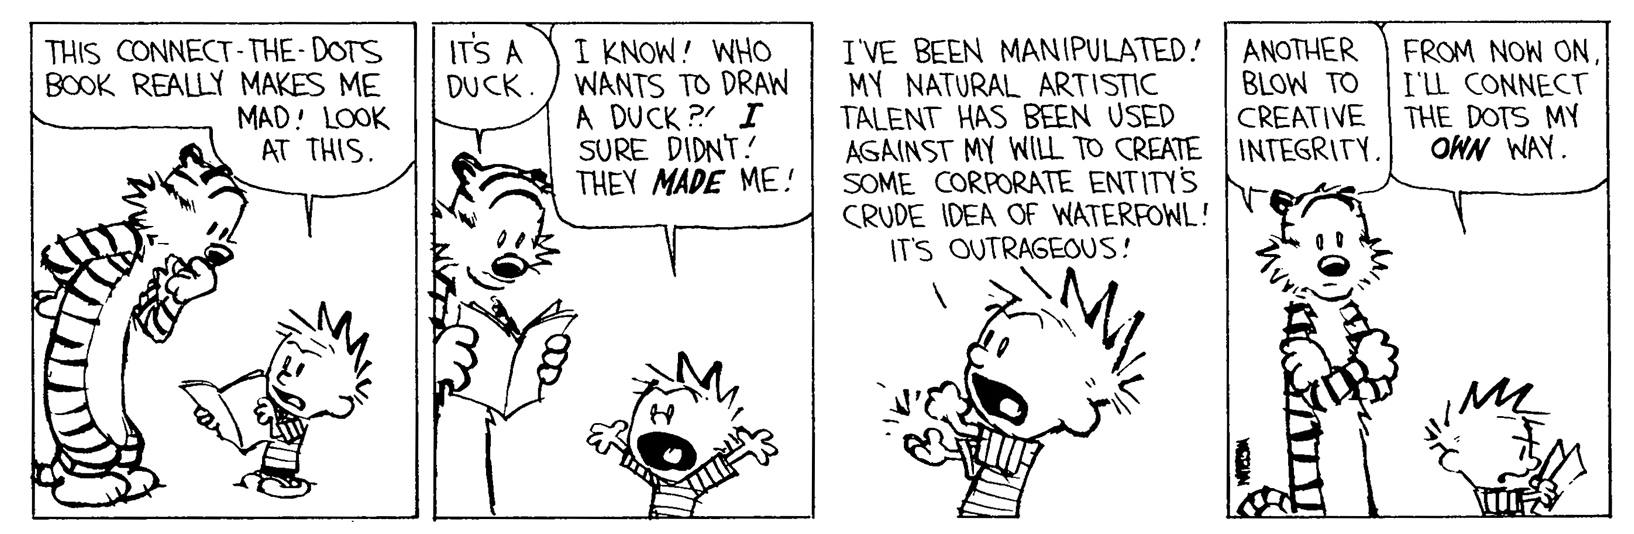 THIS CONNECT-THE-DOTS
BOOK REALLY MAKES ME
MAD! LOOK
AT THIS.
IT'S A
DUCK.
I KNOW! WHO
WANTS TO DRAW
A DUCK?! I
SURE DIDN'T!
THEY MADE ME!
I'VE BEEN MANIPULATED!
MY NATURAL ARTISTIC
TALENT HAS BEEN USED
AGAINST MY WILL TO CREATE
SOME CORPORATE ENTITY'S
CRUDE IDEA OF WATERFOWL!
IT'S OUTRAGEOUS!
ANOTHER
BLOW TO
CREATIVE
INTEGRITY.
FROM NOW ON,
I'LL CONNECT
THE DOTS MY
OWN WAY.